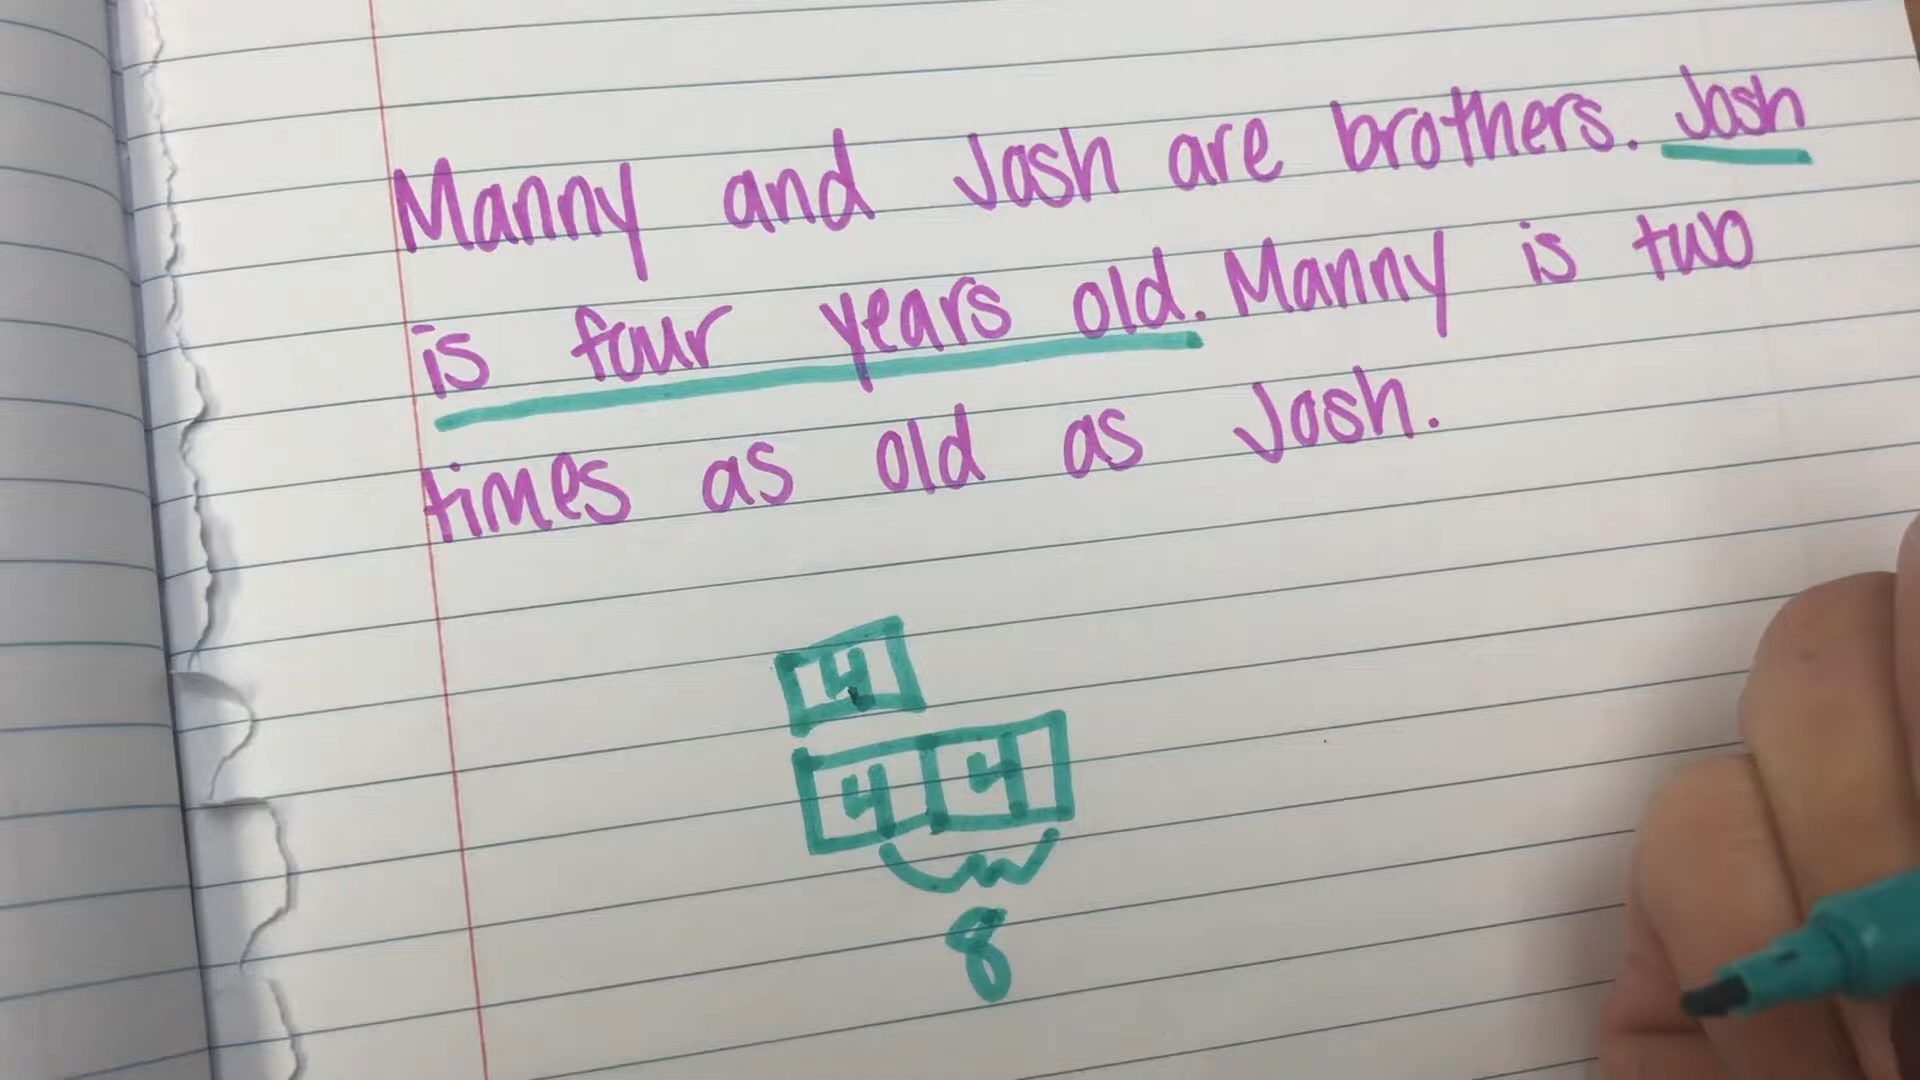 Manny and Josh are brothers. Josh
is four years old. Manny is two
times as old as Josh.
4
4 4
8